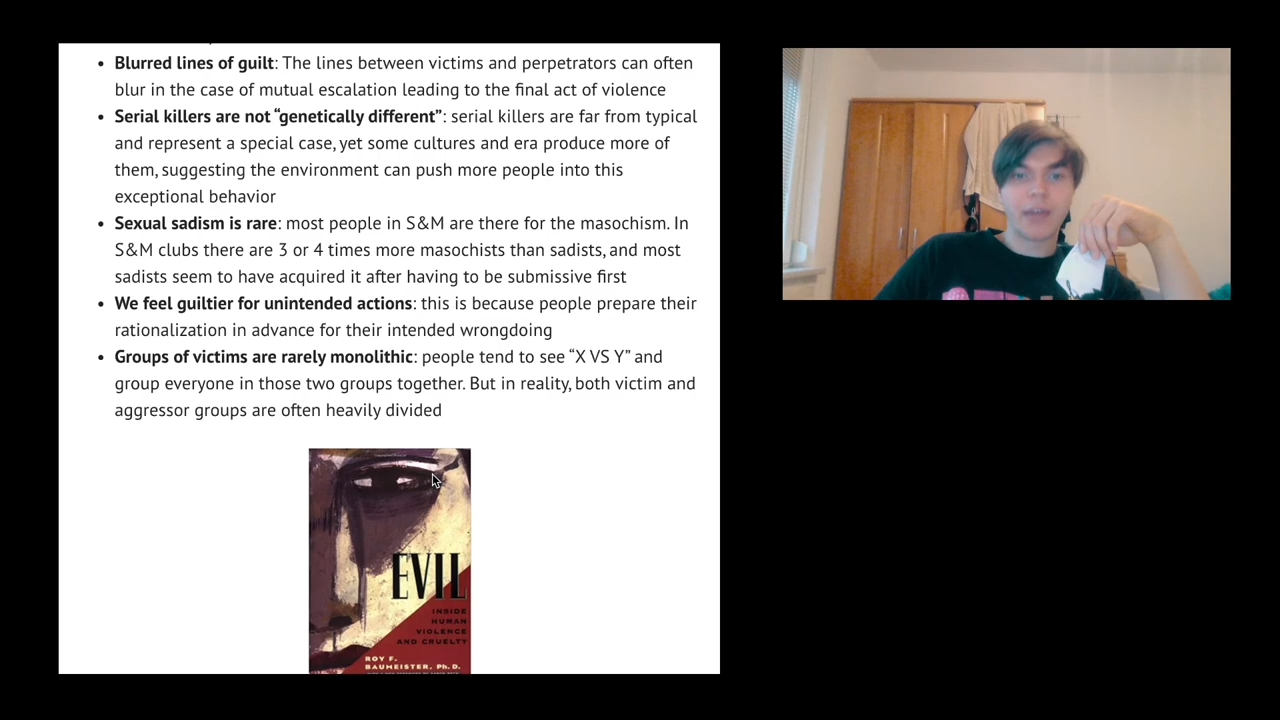 • Blurred lines of guilt: The lines between victims and perpetrators can often
blur in the case of mutual escalation leading to the final act of violence
• Serial killers are not “genetically different”: serial killers are far from typical
and represent a special case, yet some cultures and era produce more of
them, suggesting the environment can push more people into this
exceptional behavior
• Sexual sadism is rare: most people in S&M are there for the masochism. In
S&M clubs there are 3 or 4 times more masochists than sadists, and most
sadists seem to have acquired it after having to be submissive first
• We feel guiltier for unintended actions: this is because people prepare their
rationalization in advance for their intended wrongdoing
• Groups of victims are rarely monolithic: people tend to see “X VS Y” and
group everyone in those two groups together. But in reality, both victim and
aggressor groups are often heavily divided
EVIL
INSIDE
HUMAN
VIOLENCE
AND CRUELTY
ROY F.
BAUMEISTER, Ph.D.